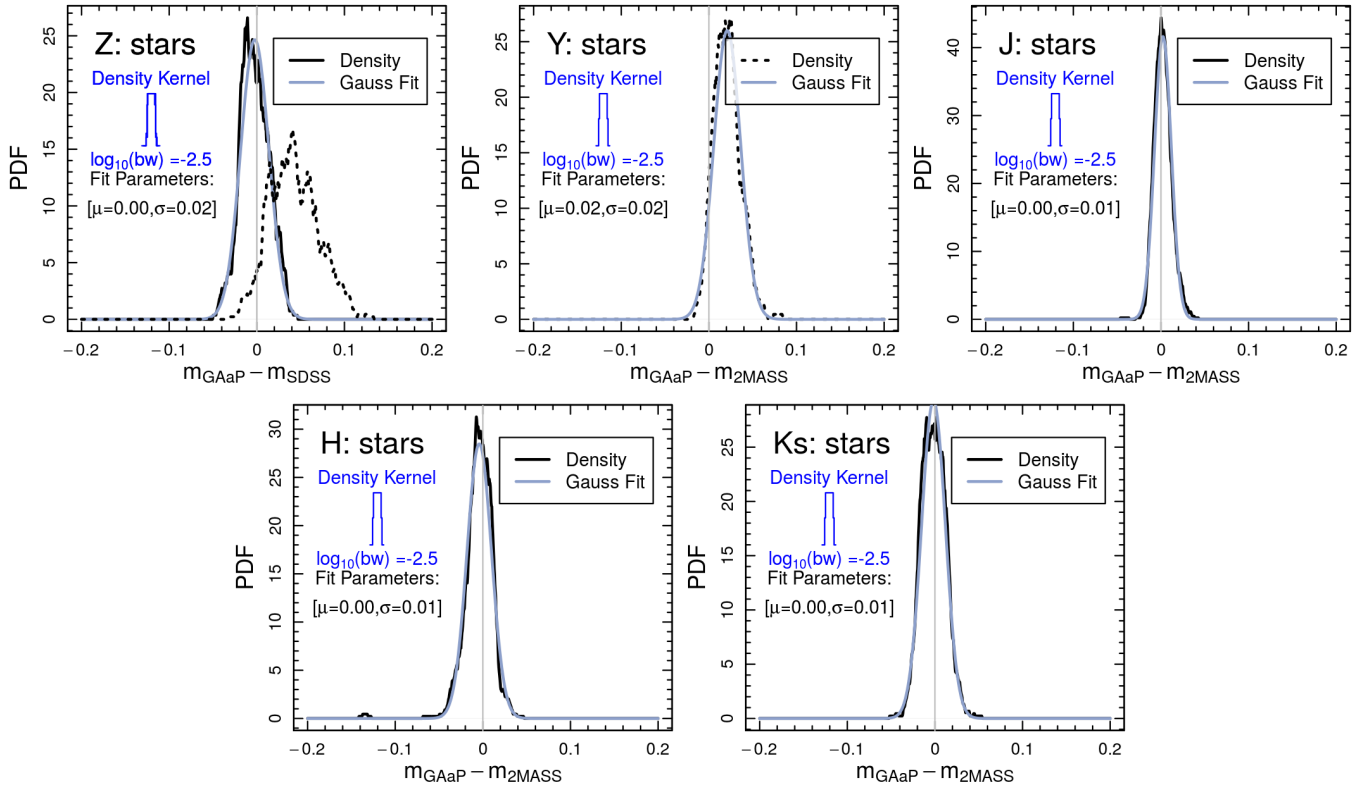 Z: stars
Density Kernel
log10(bw) =-2.5
Fit Parameters:
[μ=0.00,σ=0.02]
Density
Gauss Fit
PDF
0
5
10
15
20
25
−0.2
−0.1
0
0.1
0.2
mGAaP − mSDSS
Y: stars
Density Kernel
log10(bw) =-2.5
Fit Parameters:
[μ=0.02,σ=0.02]
Density
Gauss Fit
PDF
0
5
10
15
20
25
−0.2
−0.1
0
0.1
0.2
mGAaP − m2MASS
J: stars
Density Kernel
log10(bw) =-2.5
Fit Parameters:
[μ=0.00,σ=0.01]
Density
Gauss Fit
PDF
0
10
20
30
40
−0.2
−0.1
0
0.1
0.2
mGAaP − m2MASS
H: stars
Density Kernel
log10(bw) =-2.5
Fit Parameters:
[μ=0.00,σ=0.01]
Density
Gauss Fit
PDF
0
5
10
15
20
25
30
−0.2
−0.1
0
0.1
0.2
mGAaP − m2MASS
Ks: stars
Density Kernel
log10(bw) =-2.5
Fit Parameters:
[μ=0.00,σ=0.01]
Density
Gauss Fit
PDF
0
5
10
15
20
25
−0.2
−0.1
0
0.1
0.2
mGAaP − m2MASS